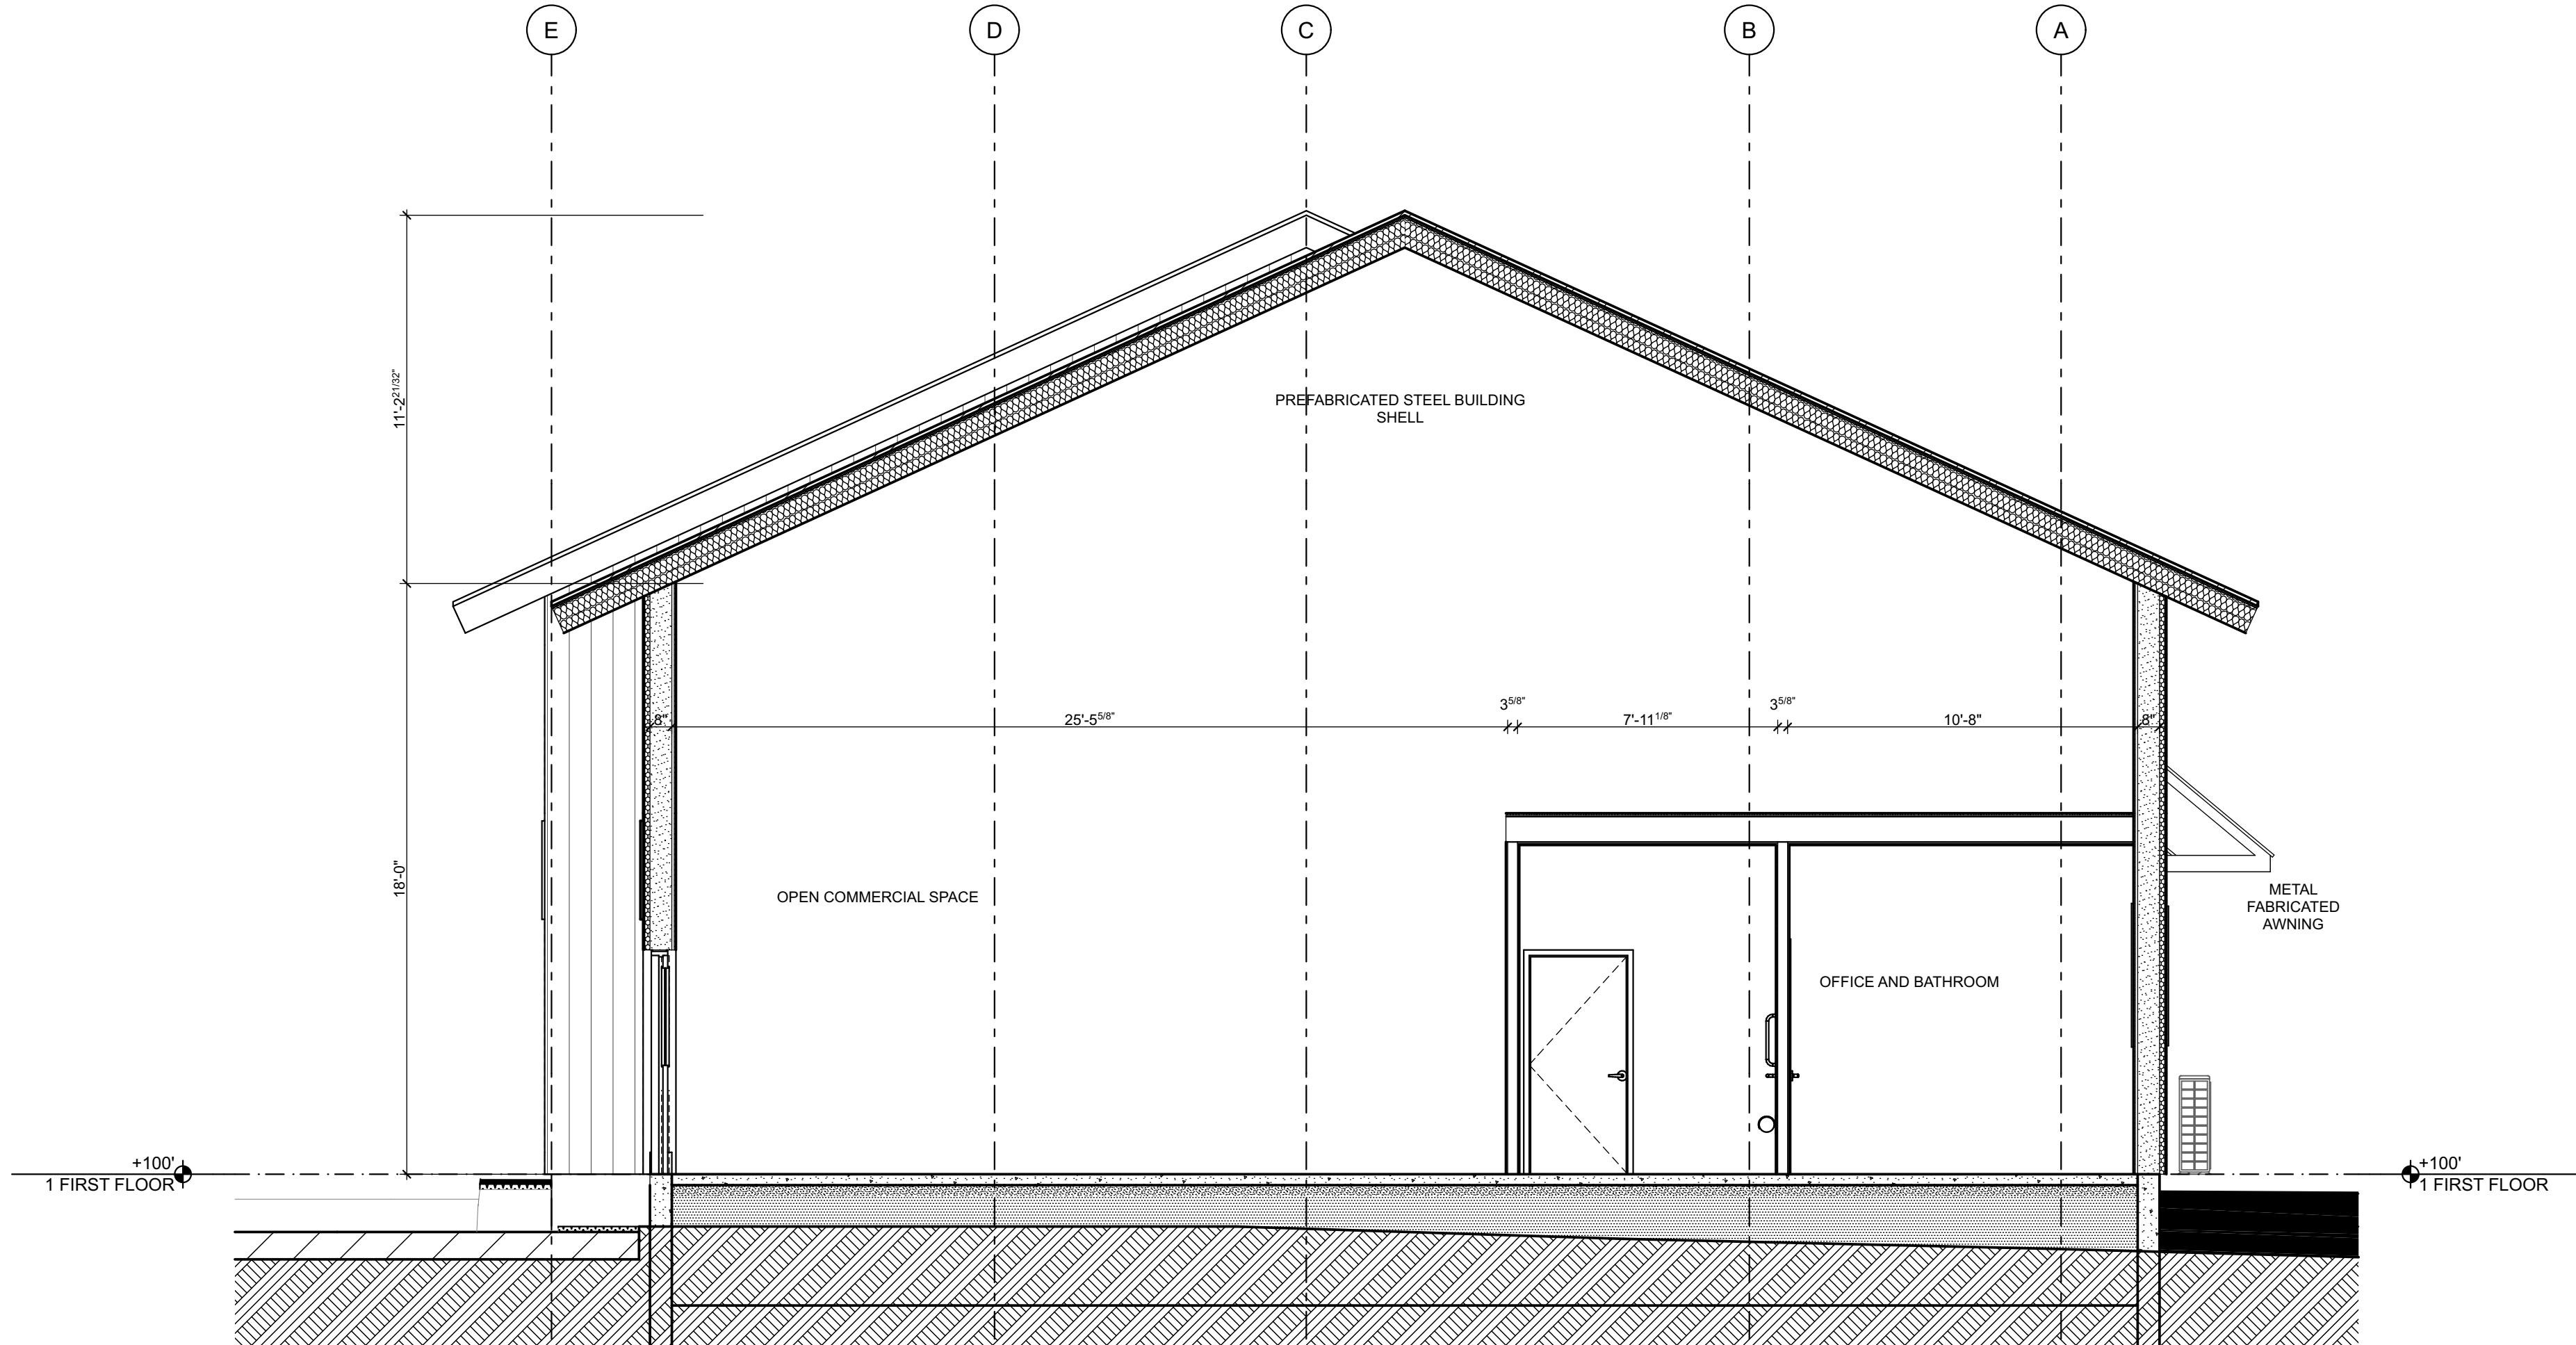 E
D
C
B
A
11'-2 21/32"
PREFABRICATED STEEL BUILDING
SHELL
8"
25'-5 5/8"
3 5/8"
7'-11 1/8"
3 5/8"
10'-8"
8"
18'-0"
OPEN COMMERCIAL SPACE
METAL
FABRICATED
AWNING
OFFICE AND BATHROOM
+100'
1 FIRST FLOOR
+100'
1 FIRST FLOOR